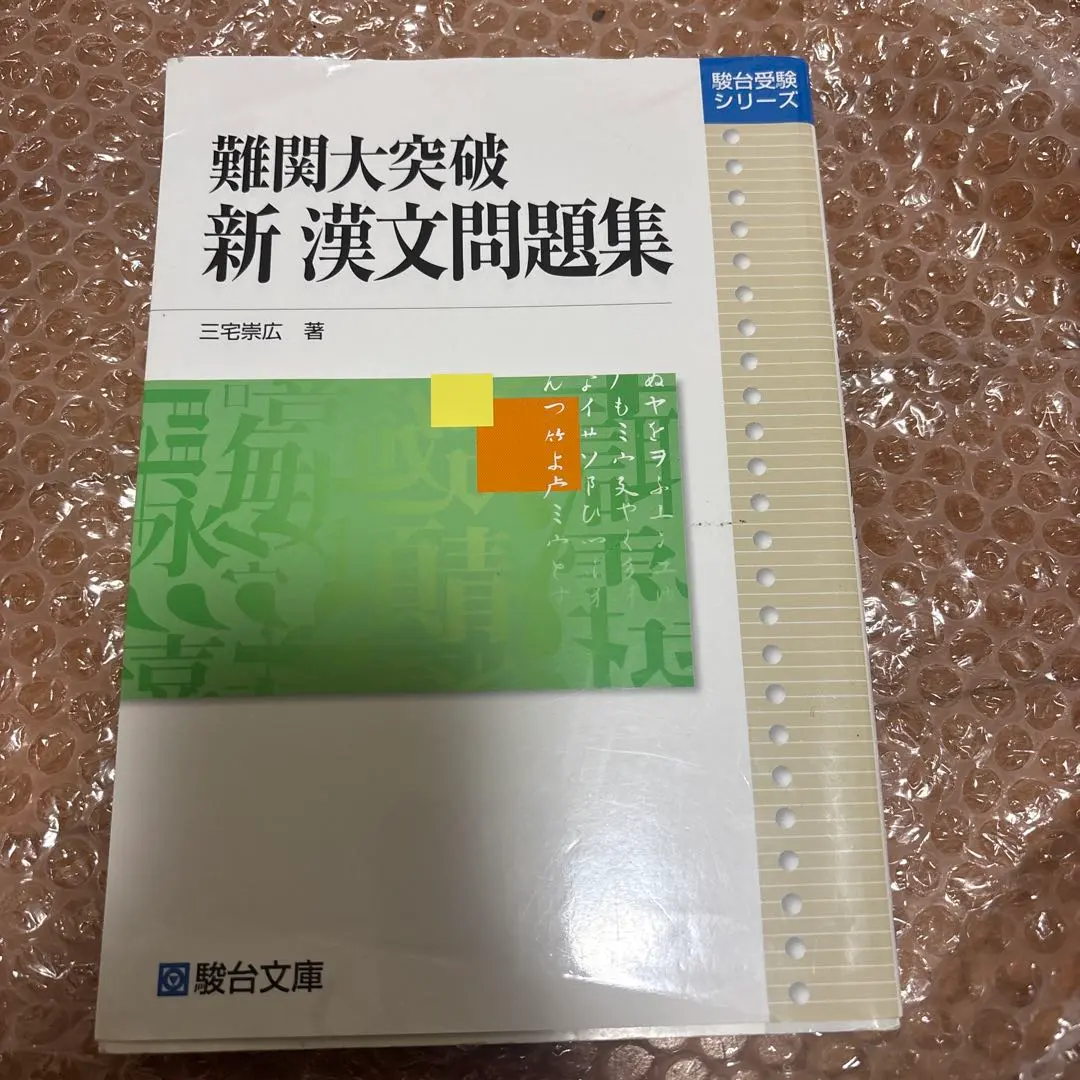 駿台受験
シリーズ
難関大突破
新 漢文問題集
三宅崇広 著
駿台文庫